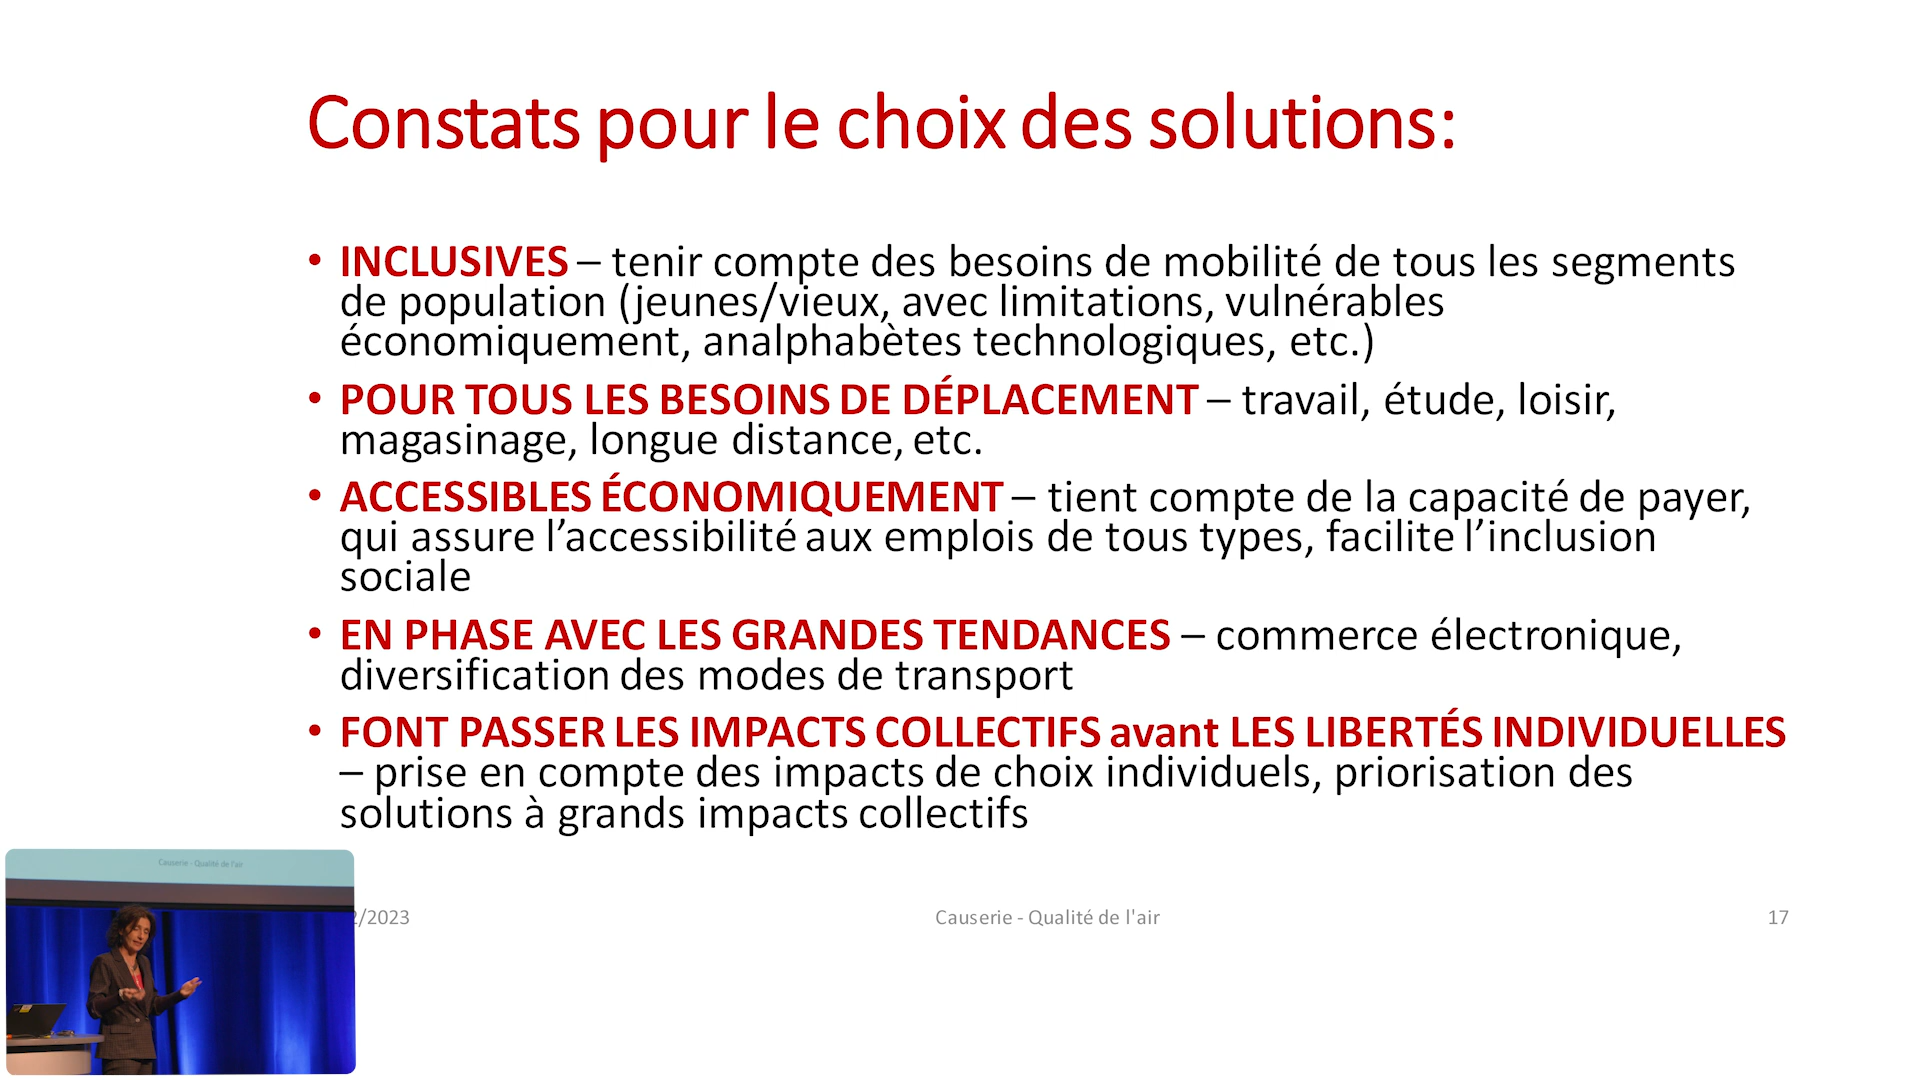 Constats pour le choix des solutions:
• INCLUSIVES – tenir compte des besoins de mobilité de tous les segments
de population (jeunes/vieux, avec limitations, vulnérables
économiquement, analphabètes technologiques, etc.)
• POUR TOUS LES BESOINS DE DÉPLACEMENT – travail, étude, loisir,
magasinage, longue distance, etc.
• ACCESSIBLES ÉCONOMIQUEMENT – tient compte de la capacité de payer,
qui assure l’accessibilité aux emplois de tous types, facilite l’inclusion
sociale
• EN PHASE AVEC LES GRANDES TENDANCES – commerce électronique,
diversification des modes de transport
• FONT PASSER LES IMPACTS COLLECTIFS avant LES LIBERTÉS INDIVIDUELLES
– prise en compte des impacts de choix individuels, priorisation des
solutions à grands impacts collectifs
Causerie - Qualité de l'air
2/2023
Causerie - Qualité de l'air
17